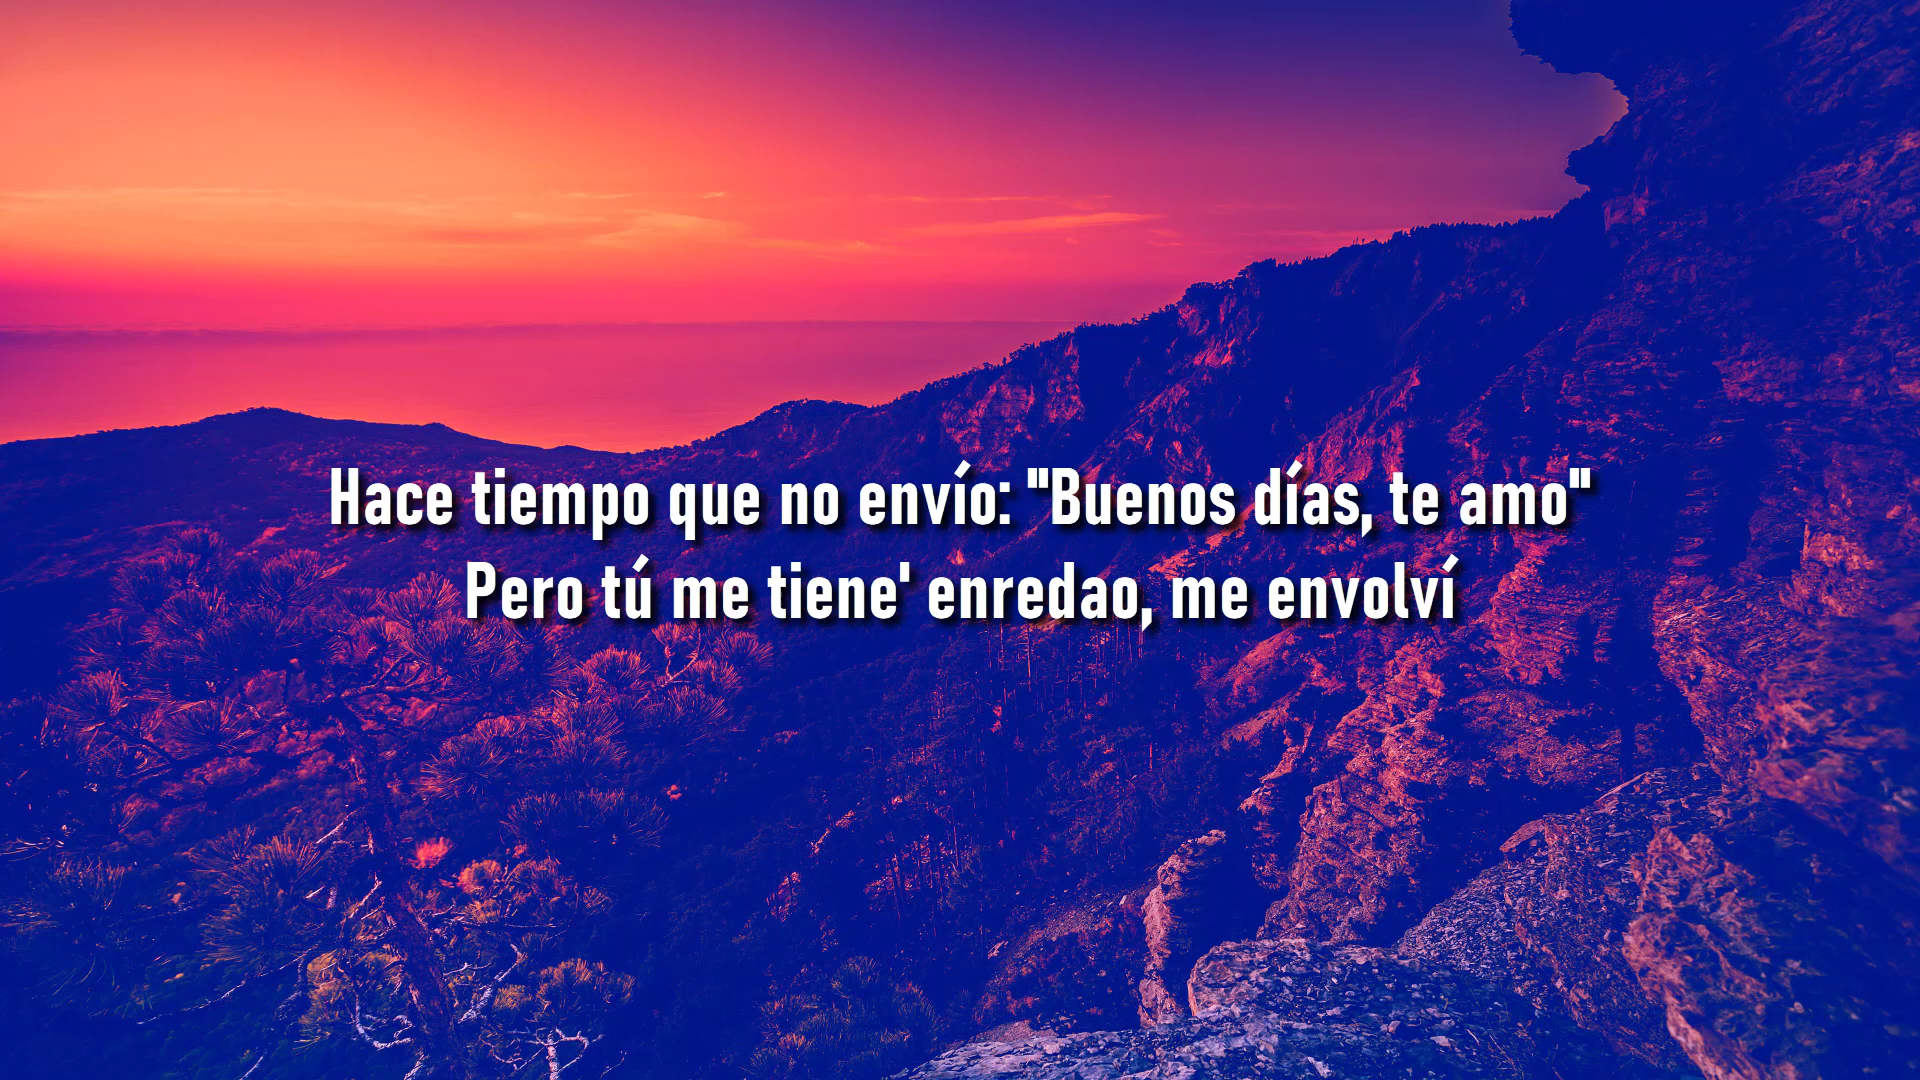 Hace tiempo que no envío: "Buenos días, te amo"
Pero tú me tiene' enredao, me envolví